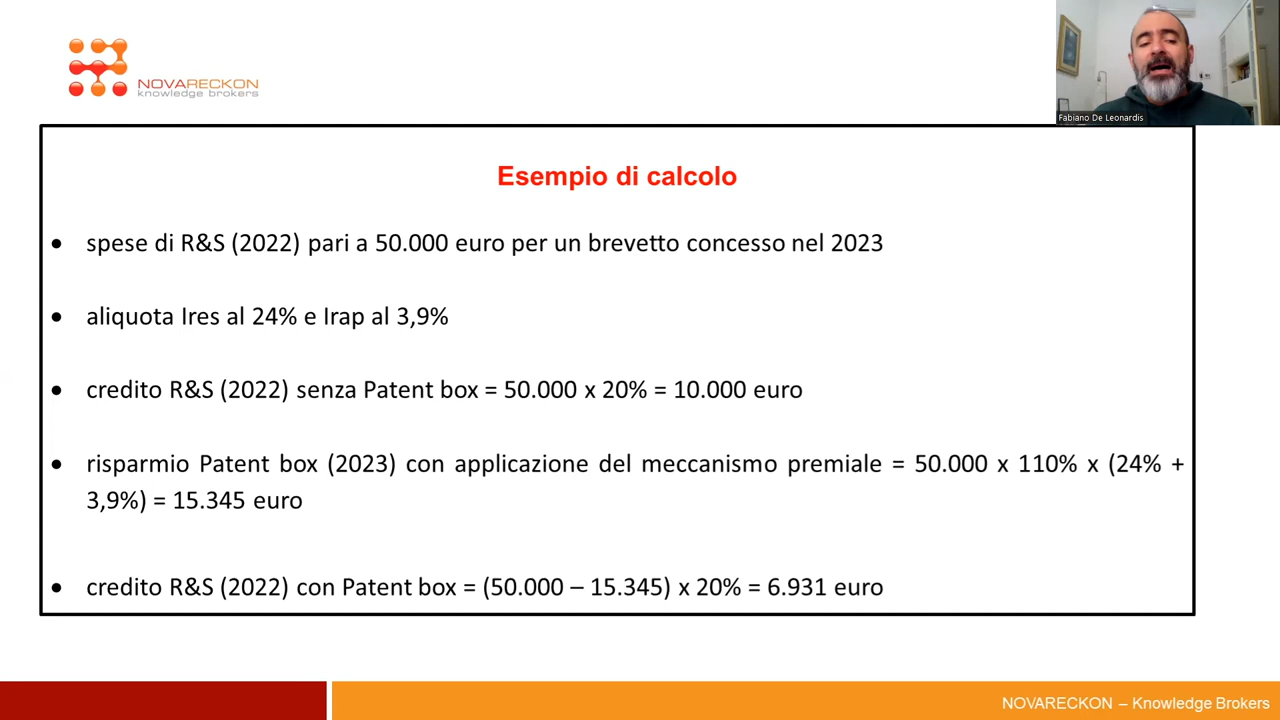 NOVARECKON
knowledge brokers
Fabiano De Leonardis
Esempio di calcolo
• spese di R&S (2022) pari a 50.000 euro per un brevetto concesso nel 2023
• aliquota Ires al 24% e Irap al 3,9%
• credito R&S (2022) senza Patent box = 50.000 x 20% = 10.000 euro
• risparmio Patent box (2023) con applicazione del meccanismo premiale = 50.000 x 110% x (24% +
3,9%) = 15.345 euro
• credito R&S (2022) con Patent box = (50.000 – 15.345) x 20% = 6.931 euro
NOVARECKON – Knowledge Brokers